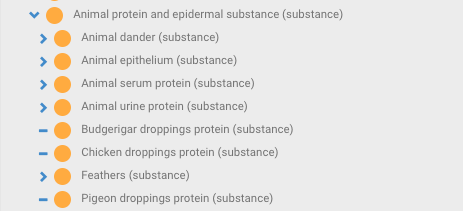 Animal protein and epidermal substance (substance)
Animal dander (substance)
Animal epithelium (substance)
Animal serum protein (substance)
Animal urine protein (substance)
Budgerigar droppings protein (substance)
Chicken droppings protein (substance)
Feathers (substance)
Pigeon droppings protein (substance)